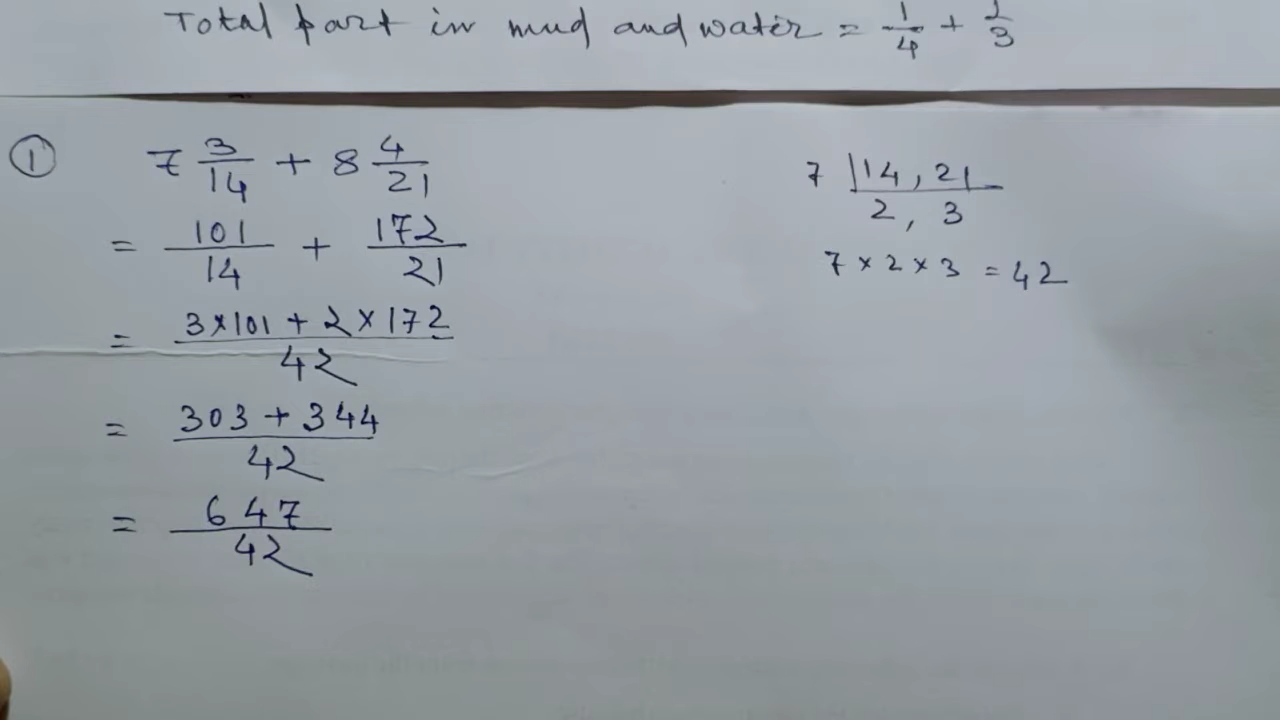 Total part in mud and water = 1/4 + 1/3
① 7 3/14 + 8 4/21
= 101/14 + 172/21
= (3×101 + 2×172)/42
= (303 + 344)/42
= 647/42
7 | 14, 21
2, 3
7 × 2 × 3 = 42